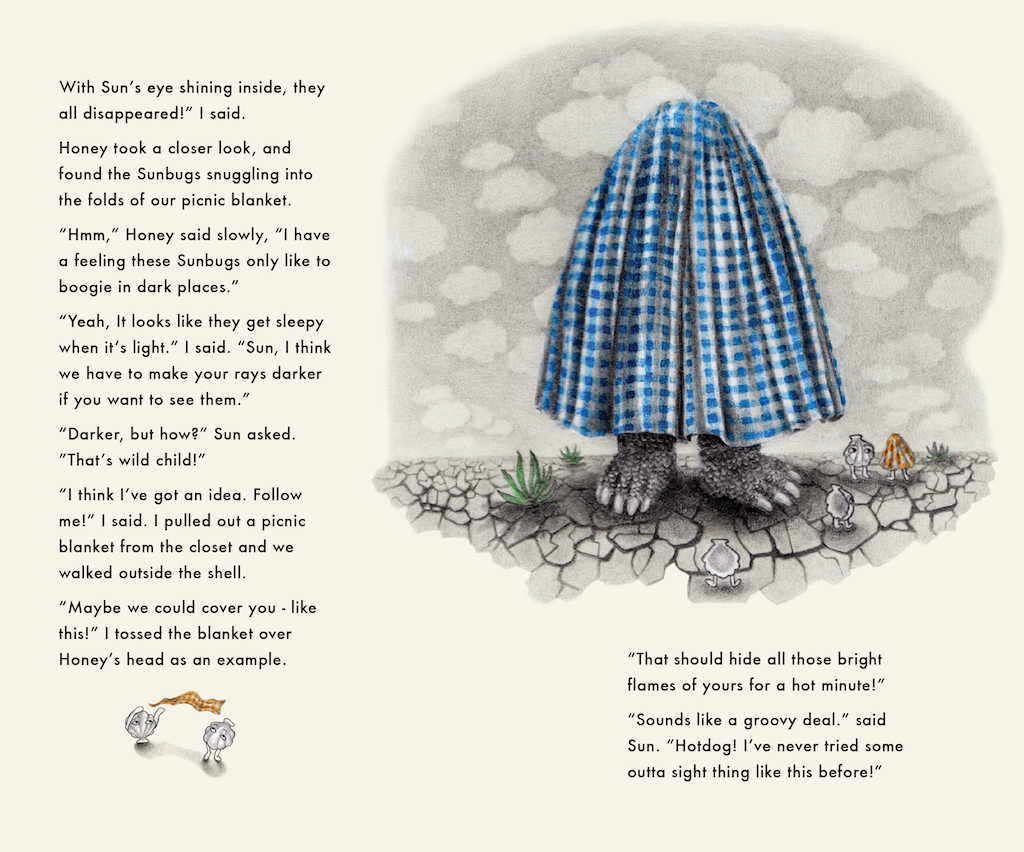 With Sun’s eye shining inside, they
all disappeared!” I said.
Honey took a closer look, and
found the Sunbugs snuggling into
the folds of our picnic blanket.
“Hmm,” Honey said slowly, “I have
a feeling these Sunbugs only like to
boogie in dark places.”
“Yeah, It looks like they get sleepy
when it‘s light.” I said. “Sun, I think
we have to make your rays darker
if you want to see them.”
“Darker, but how?” Sun asked.
”That’s wild child!”
“I think I’ve got an idea. Follow
me!” I said. I pulled out a picnic
blanket from the closet and we
walked outside the shell.
“Maybe we could cover you - like
this!” I tossed the blanket over
Honey’s head as an example.
“That should hide all those bright
flames of yours for a hot minute!”
“Sounds like a groovy deal.” said
Sun. “Hotdog! I’ve never tried some
outta sight thing like this before!”